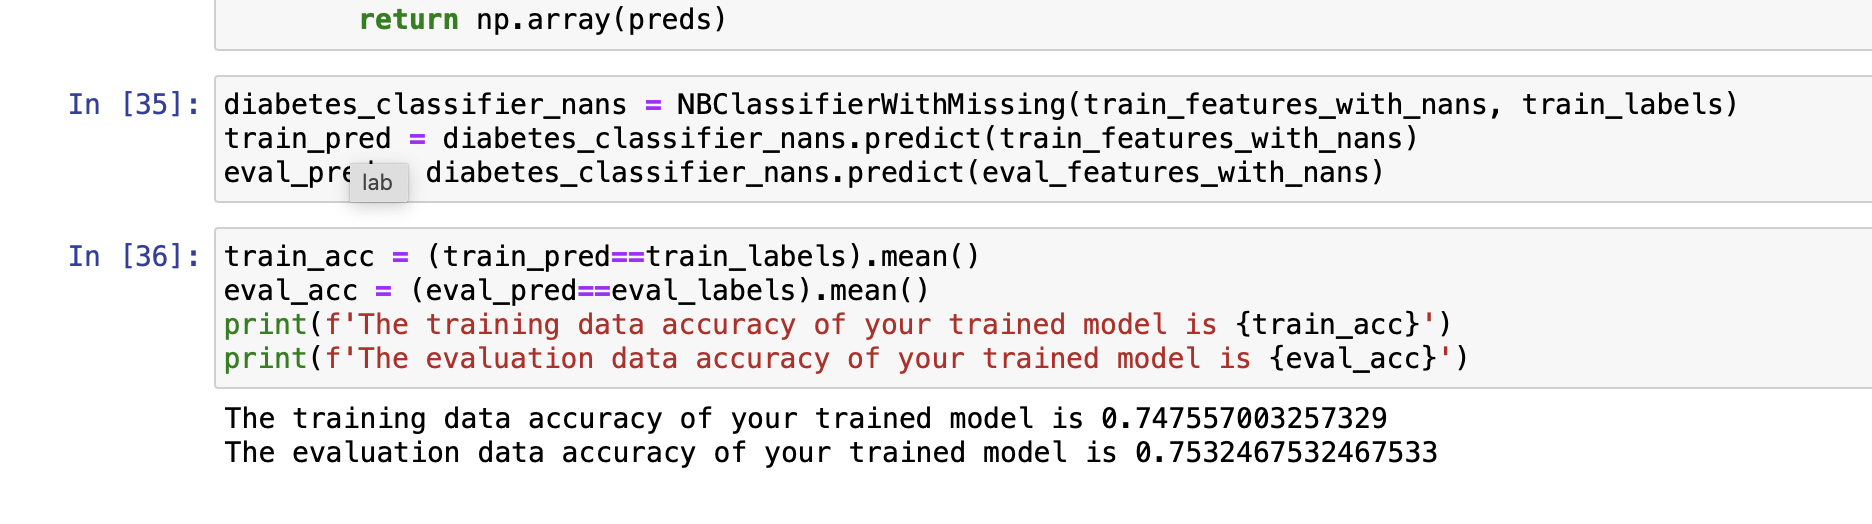 return np.array(preds)
In [35]:
diabetes_classifier_nans = NBClassifierWithMissing(train_features_with_nans, train_labels)
train_pred = diabetes_classifier_nans.predict(train_features_with_nans)
eval_pre diabetes_classifier_nans.predict(eval_features_with_nans)
lab
In [36]:
train_acc = (train_pred==train_labels).mean()
eval_acc = (eval_pred==eval_labels).mean()
print(f'The training data accuracy of your trained model is {train_acc}')
print(f'The evaluation data accuracy of your trained model is {eval_acc}')
The training data accuracy of your trained model is 0.747557003257329
The evaluation data accuracy of your trained model is 0.7532467532467533